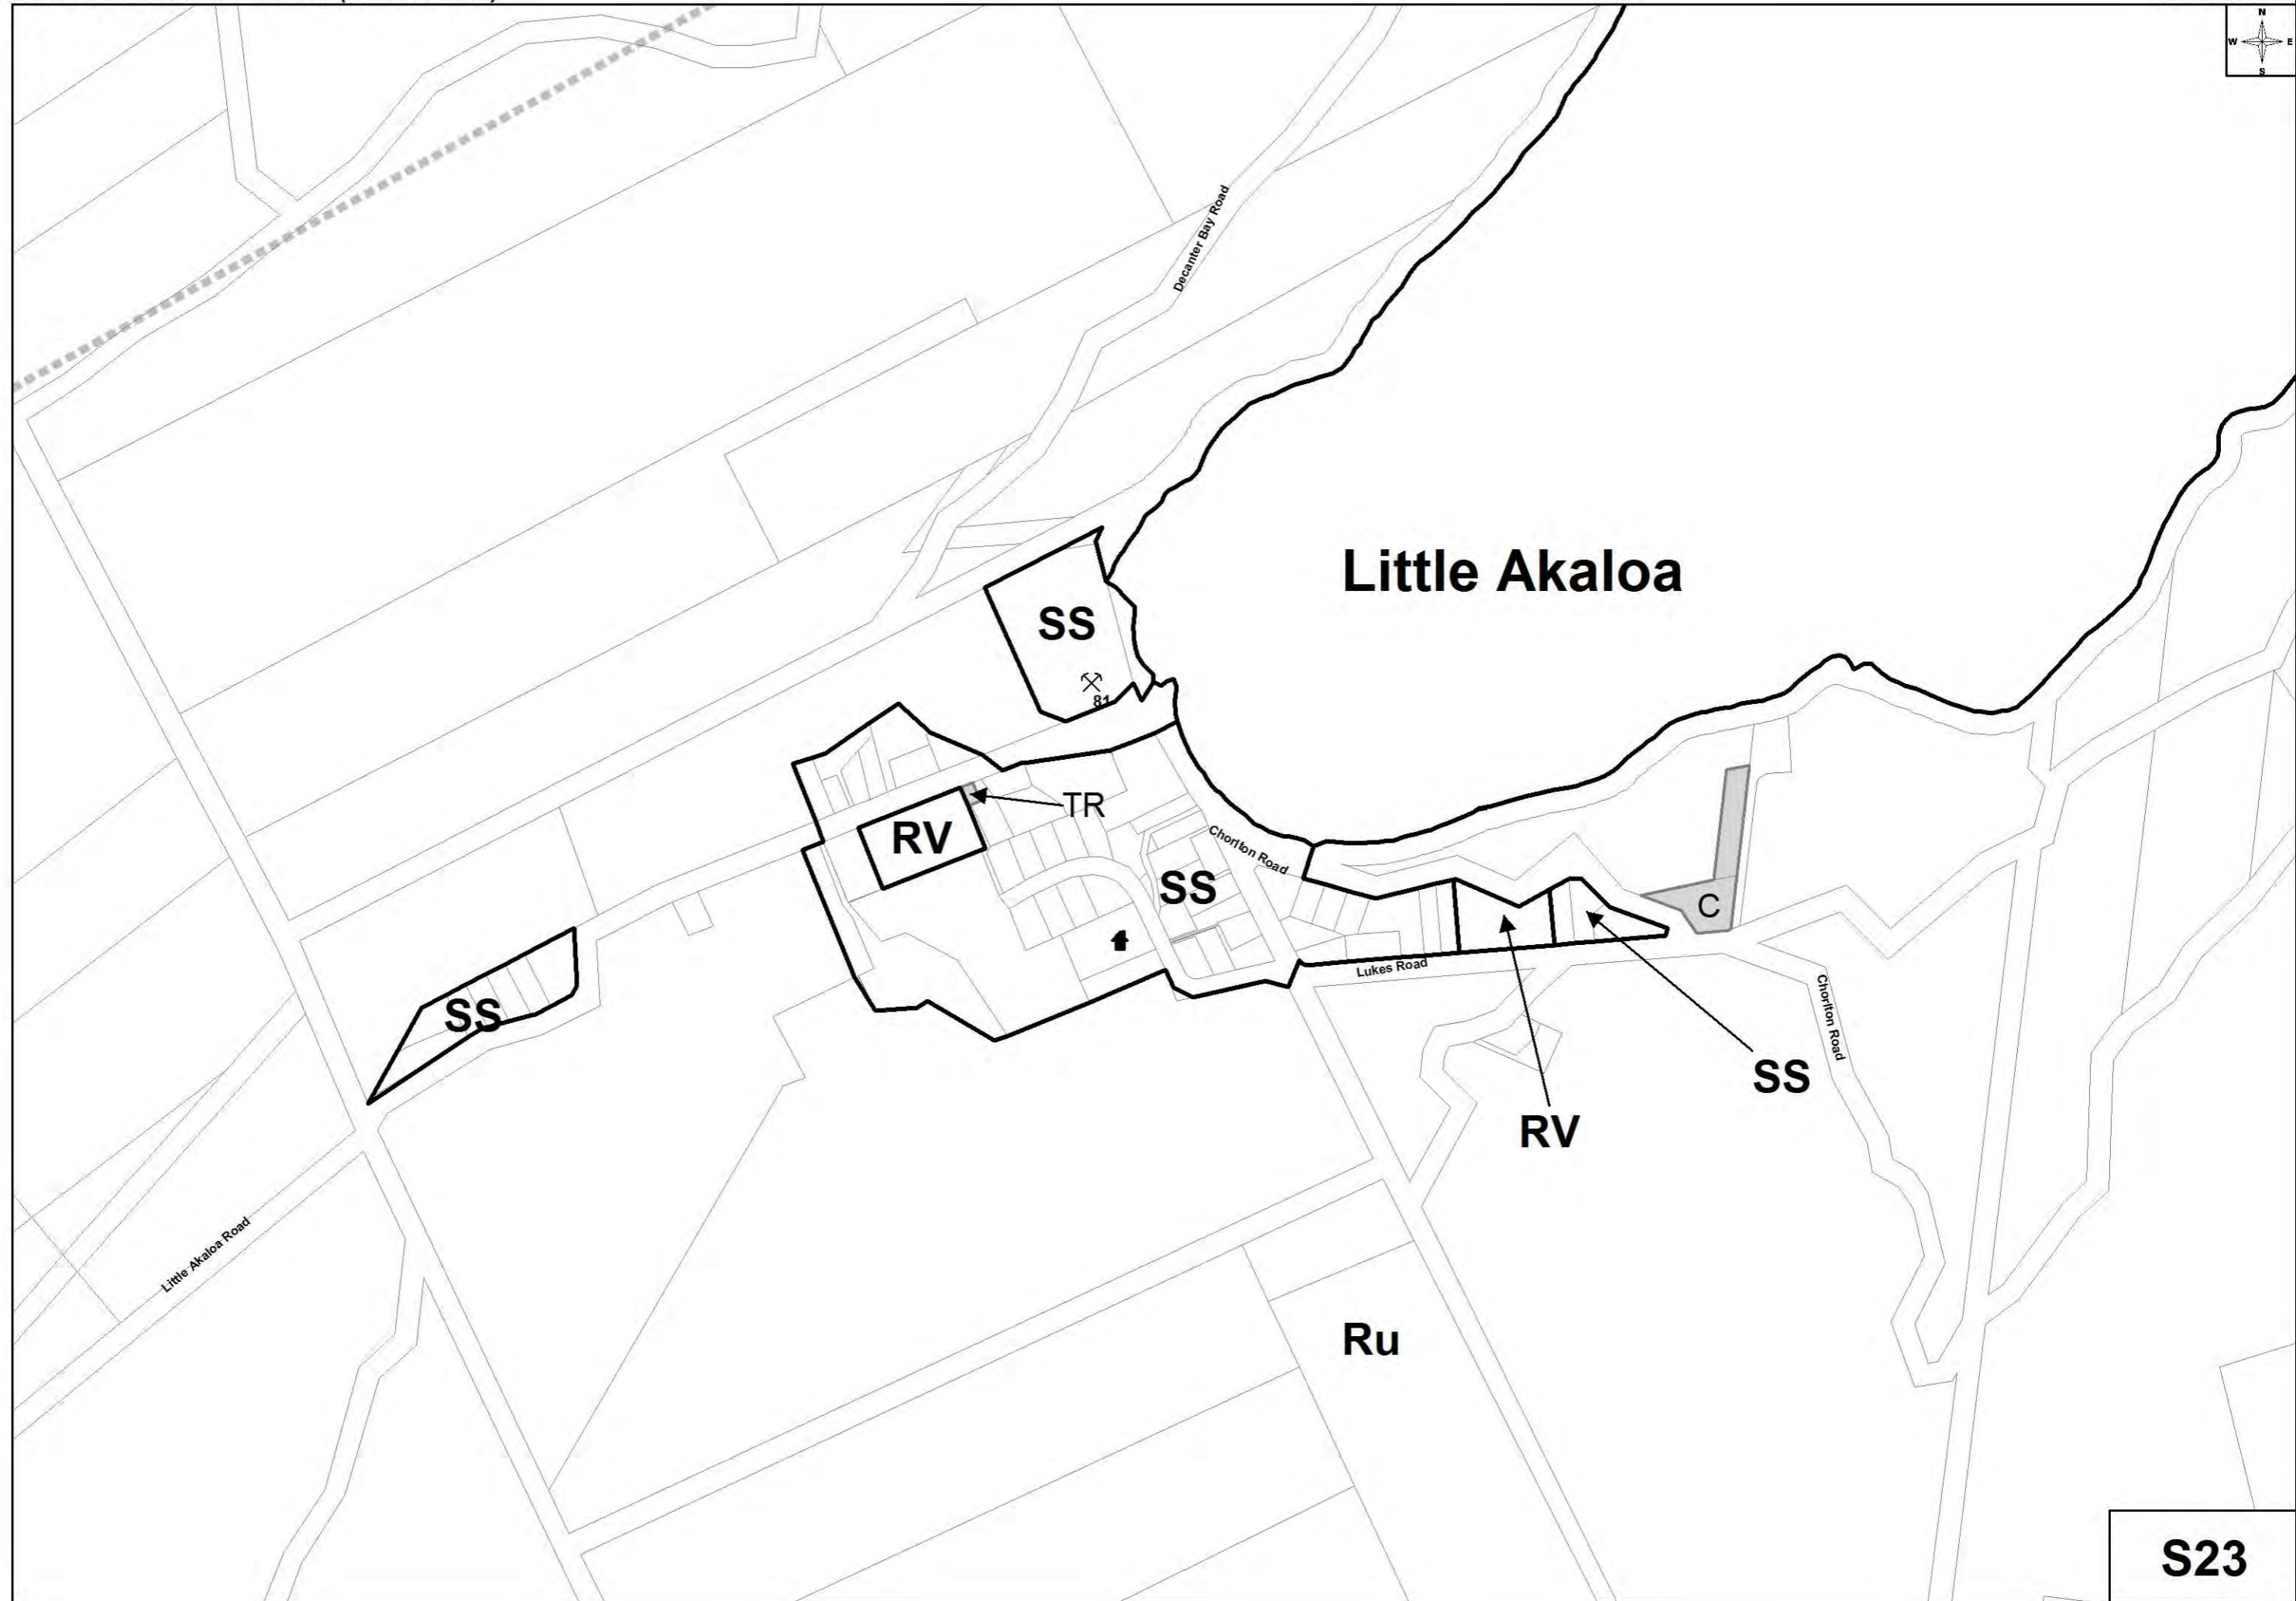 N
W E
S
Decanter Bay Road
Little Akaloa
SS
81
TR
RV
Chorlton Road
SS
C
SS
Lukes Road
Chorlton Road
SS
RV
Little Akaloa Road
Ru
S23